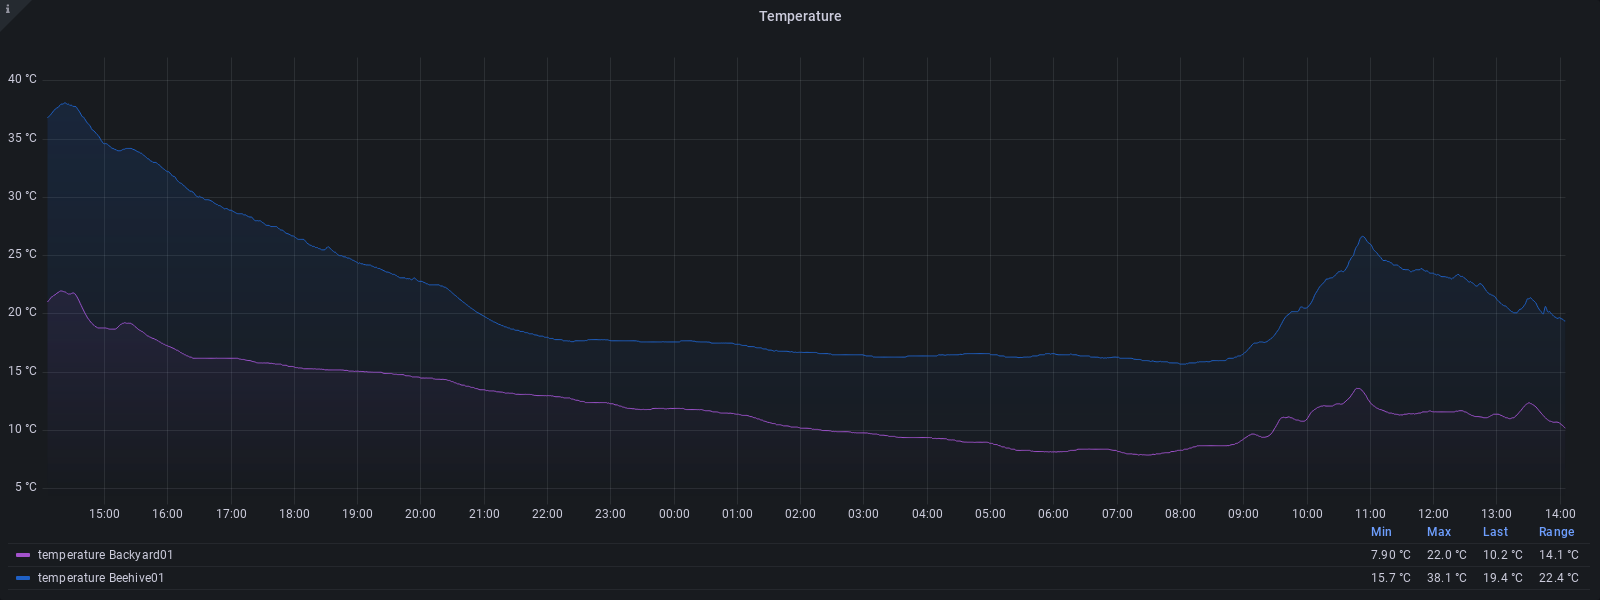 i
Temperature
40 °C
35 °C
30 °C
25 °C
20 °C
15 °C
10 °C
5 °C
15:00 16:00 17:00 18:00 19:00 20:00 21:00 22:00 23:00 00:00 01:00 02:00 03:00 04:00 05:00 06:00 07:00 08:00 09:00 10:00 11:00 12:00 13:00 14:00
Min Max Last Range
temperature Backyard01 7.90 °C 22.0 °C 10.2 °C 14.1 °C
temperature Beehive01 15.7 °C 38.1 °C 19.4 °C 22.4 °C